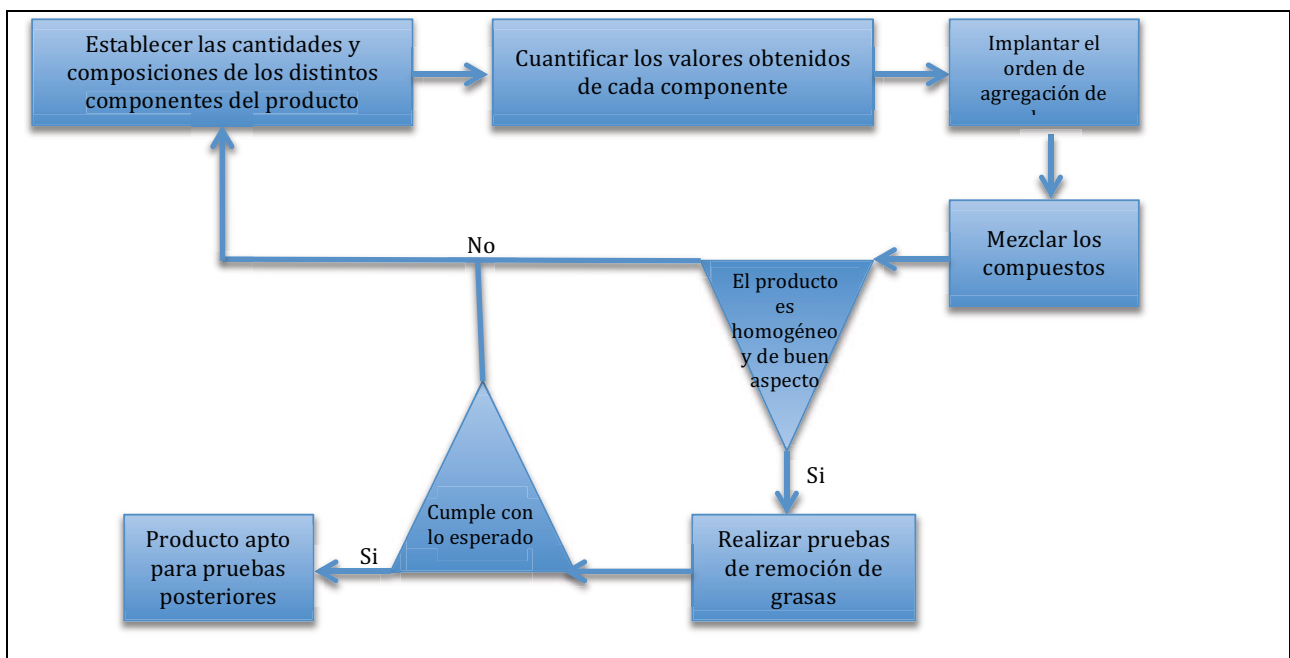 Establecer las cantidades y
composiciones de los distintos
componentes del producto
Cuantificar los valores obtenidos
de cada componente
Implantar el
orden de
agregación de
Mezclar los
compuestos
No
El producto
es
homogéneo
y de buen
aspecto
Si
Realizar pruebas
de remoción de
grasas
Cumple con
lo esperado
Si
Producto apto
para pruebas
posteriores